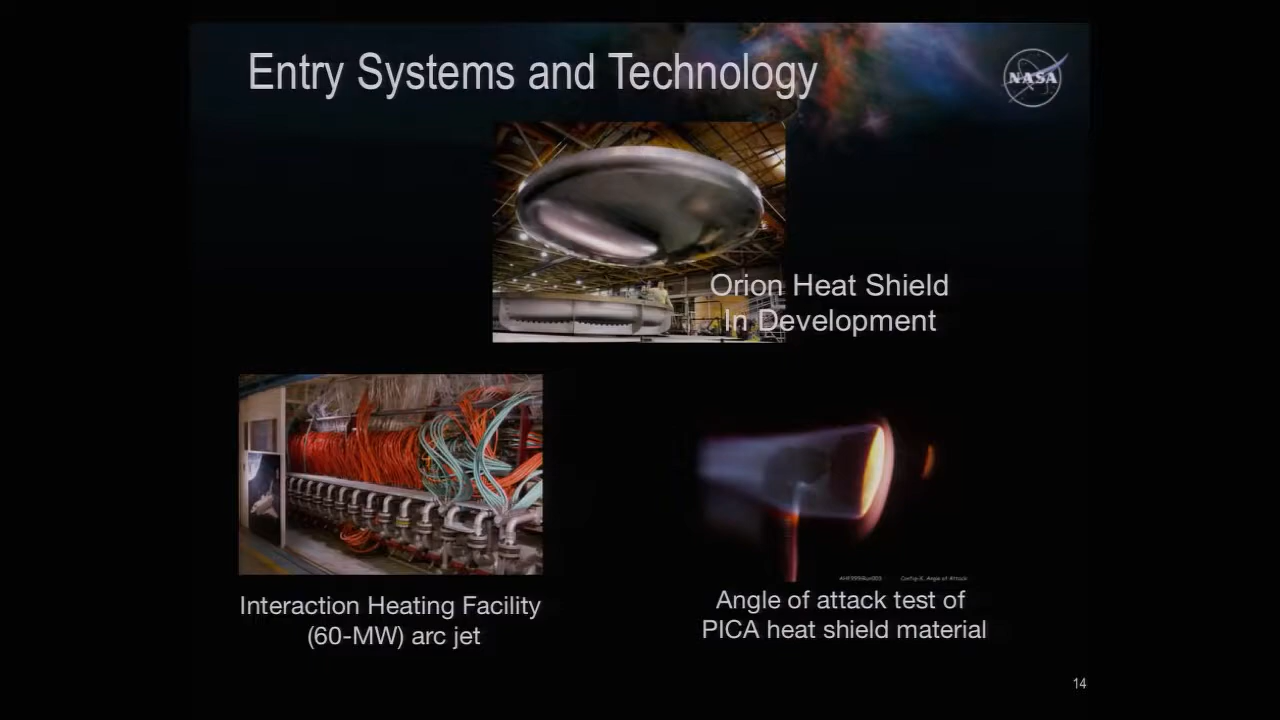 Entry Systems and Technology
NASA
Orion Heat Shield
In Development
Interaction Heating Facility
(60-MW) arc jet
Angle of attack test of
PICA heat shield material
14